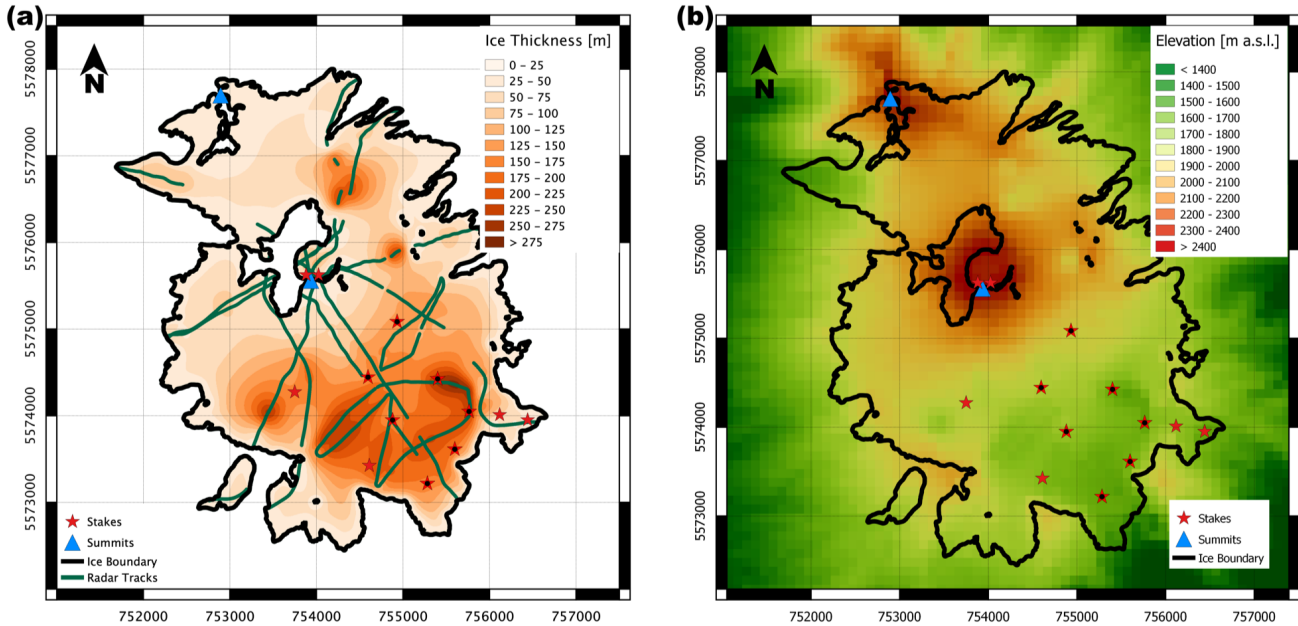 (a)
N
Ice Thickness [m]
0 – 25
25 – 50
50 – 75
75 – 100
100 – 125
125 – 150
150 – 175
175 – 200
200 – 225
225 – 250
250 – 275
> 275
5578000
5577000
5576000
5575000
5574000
5573000
Stakes
Summits
Ice Boundary
Radar Tracks
752000 753000 754000 755000 756000 757000
(b)
N
Elevation [m a.s.l.]
< 1400
1400 - 1500
1500 - 1600
1600 - 1700
1700 - 1800
1800 - 1900
1900 - 2000
2000 - 2100
2100 - 2200
2200 - 2300
2300 - 2400
> 2400
5578000
5577000
5576000
5575000
5574000
5573000
Stakes
Summits
Ice Boundary
752000 753000 754000 755000 756000 757000